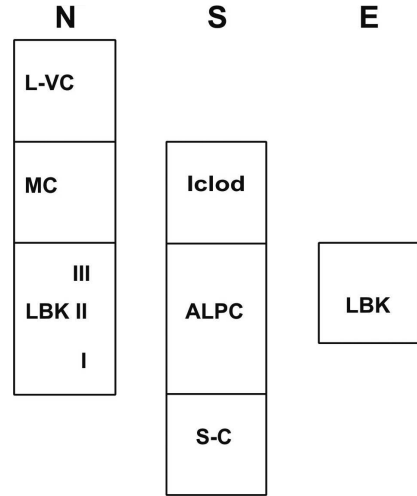 N S E
L-VC
MC
Iclod
III
LBK II
I
ALPC
LBK
S-C